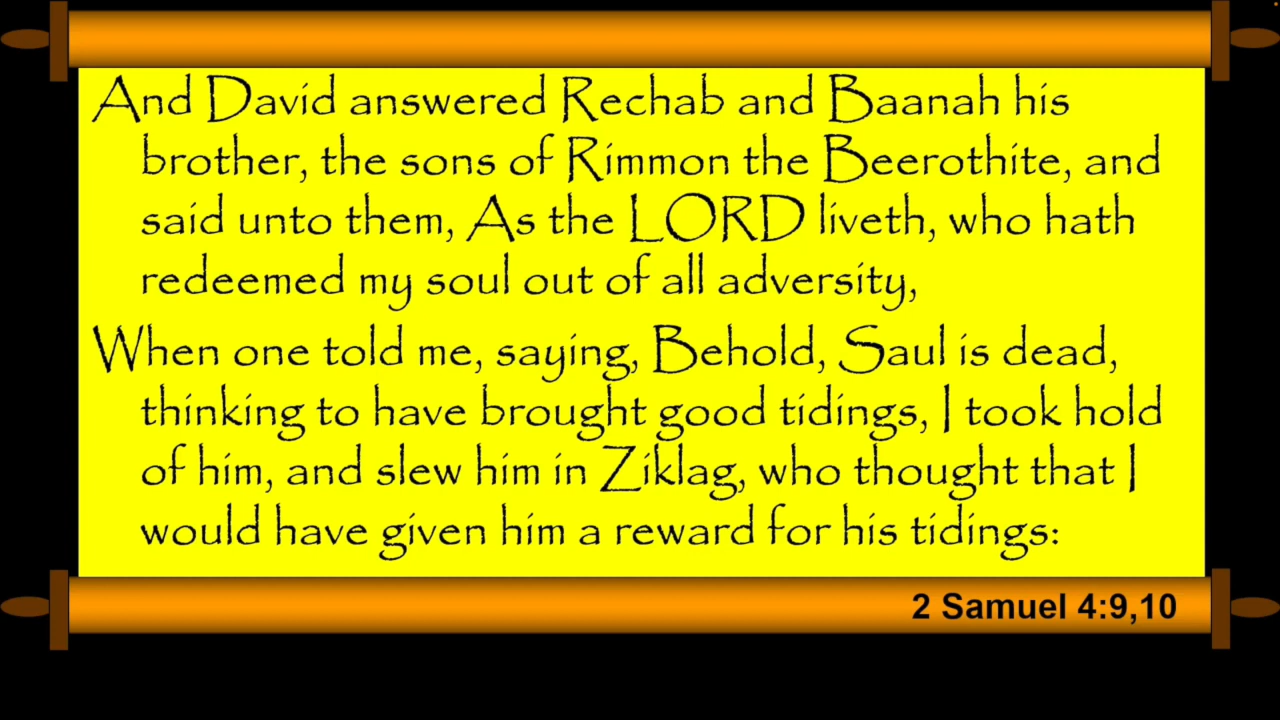 And David answered Rechab and Baanah his
brother, the sons of Rimmon the Beerothite, and
said unto them, As the LORD liveth, who hath
redeemed my soul out of all adversity,
When one told me, saying, Behold, Saul is dead,
thinking to have brought good tidings, I took hold
of him, and slew him in Ziklag, who thought that I
would have given him a reward for his tidings:
2 Samuel 4:9,10